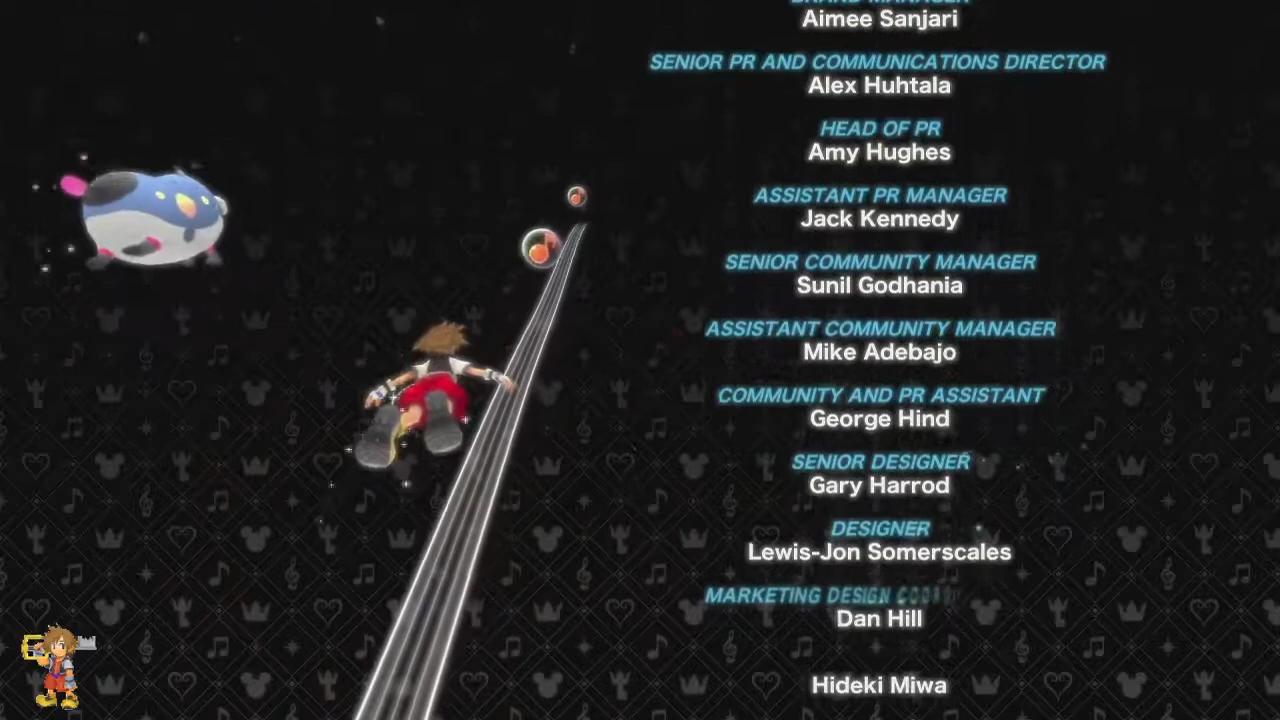 BRAND MANAGER
Aimee Sanjari
SENIOR PR AND COMMUNICATIONS DIRECTOR
Alex Huhtala
HEAD OF PR
Amy Hughes
ASSISTANT PR MANAGER
Jack Kennedy
SENIOR COMMUNITY MANAGER
Sunil Godhania
ASSISTANT COMMUNITY MANAGER
Mike Adebajo
COMMUNITY AND PR ASSISTANT
George Hind
SENIOR DESIGNER
Gary Harrod
DESIGNER
Lewis-Jon Somerscales
MARKETING DESIGN
Dan Hill
Hideki Miwa